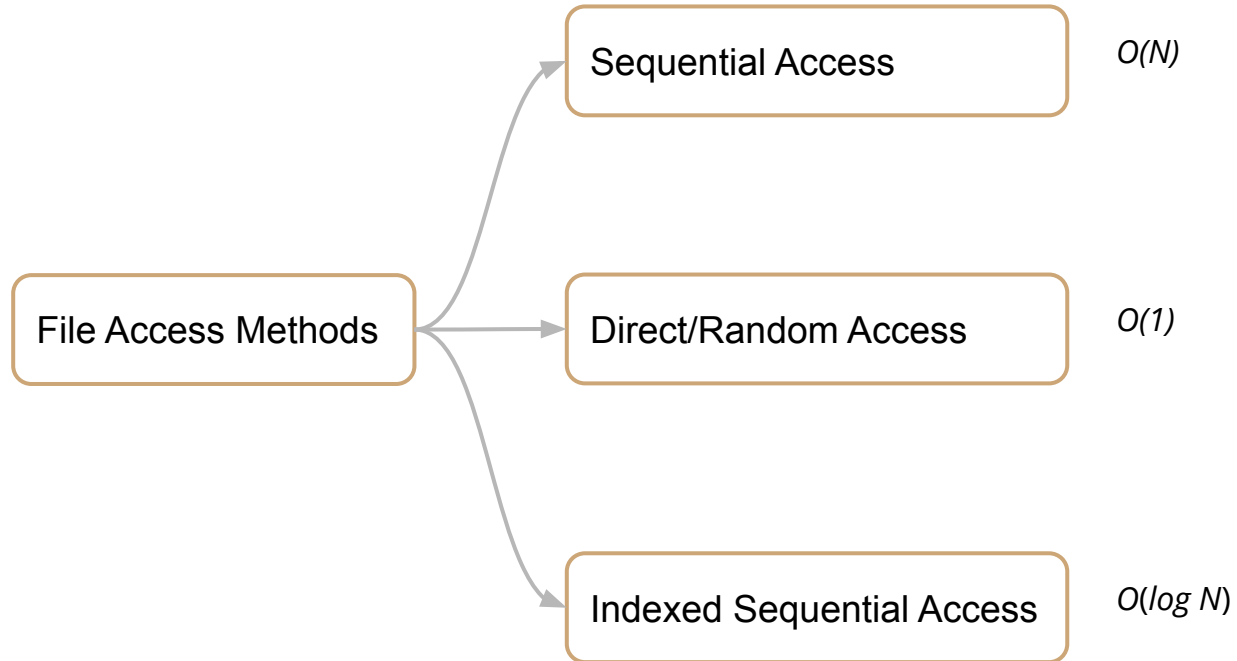 Sequential Access
O(N)
File Access Methods
Direct/Random Access
O(1)
Indexed Sequential Access
O(log N)